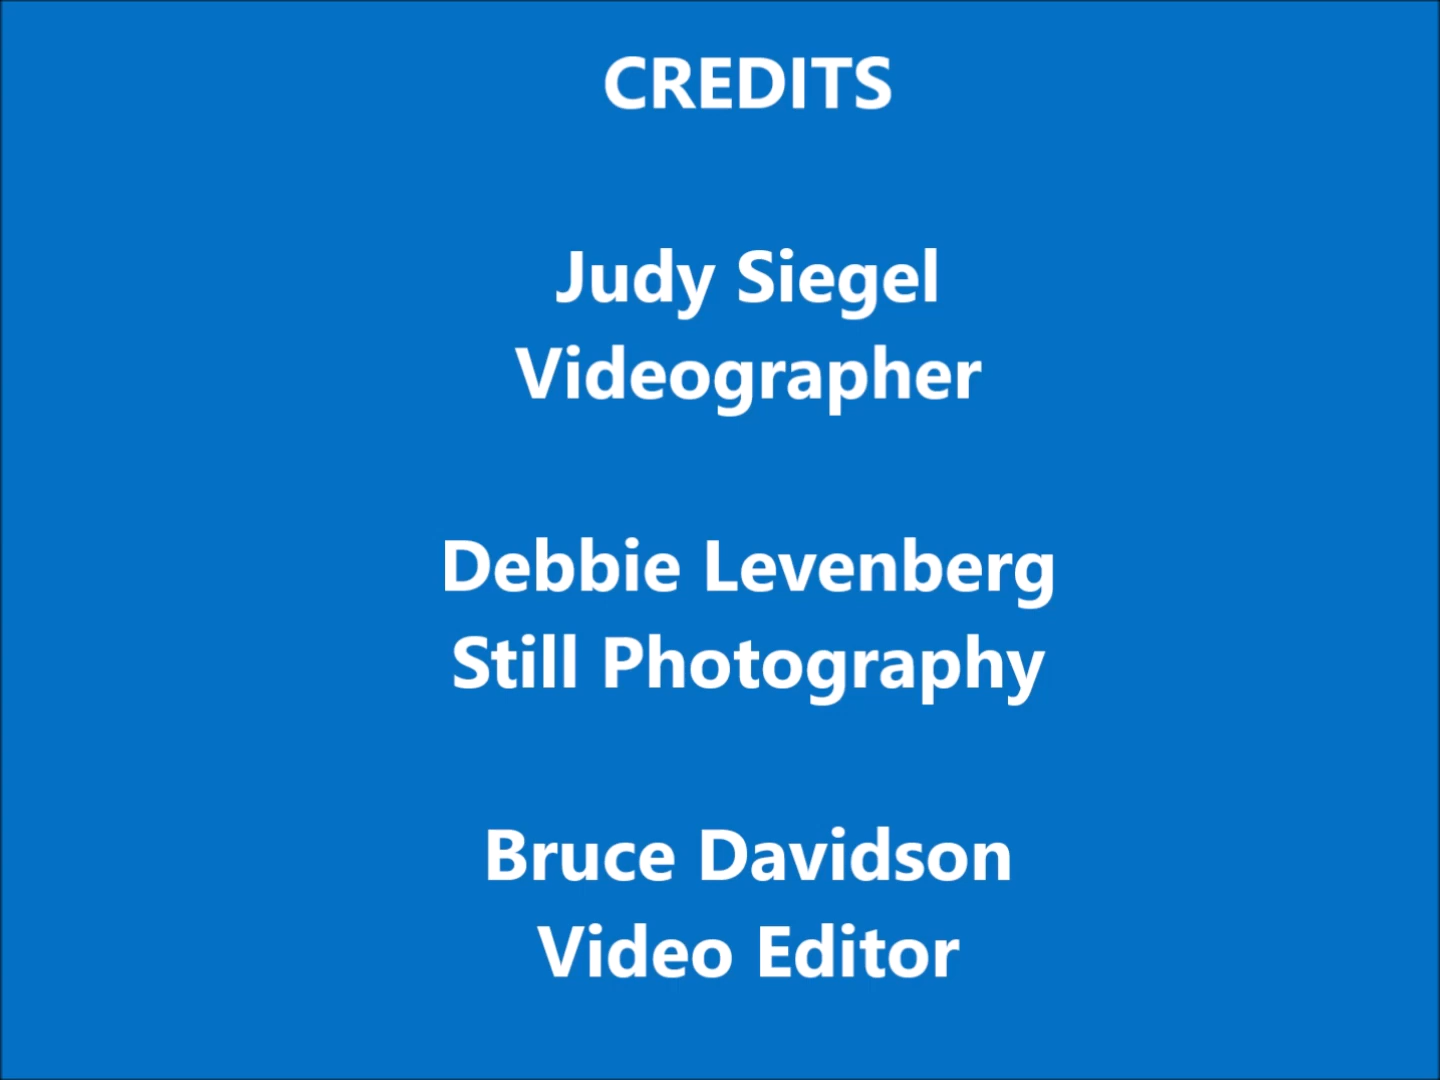 CREDITS
Judy Siegel
Videographer
Debbie Levenberg
Still Photography
Bruce Davidson
Video Editor